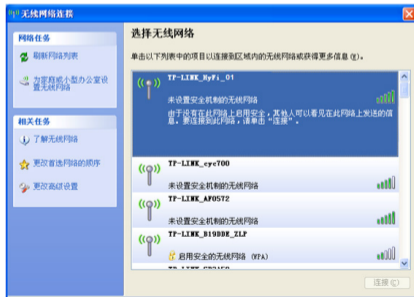 无线网络连接
网络任务
刷新网络列表
为家庭或小型办公室设
置无线网络
相关任务
了解无线网络
更改首选网络的顺序
更改高级设置
选择无线网络
单击以下列表中的项目以连接到区域内的无线网络或获得更多信息(W)。
TP-LINK_MyFi_01
未设置安全机制的无线网络
由于没有在此网络上启用安全，其他人可以看见在此网络上发送的信
息。要连接到此网络，请单击“连接”。
TP-LINK_cyc700
未设置安全机制的无线网络
TP-LINK_AF0572
未设置安全机制的无线网络
TP-LINK_B19DDE_ZLP
启用安全的无线网络 (WPA)
连接(C)